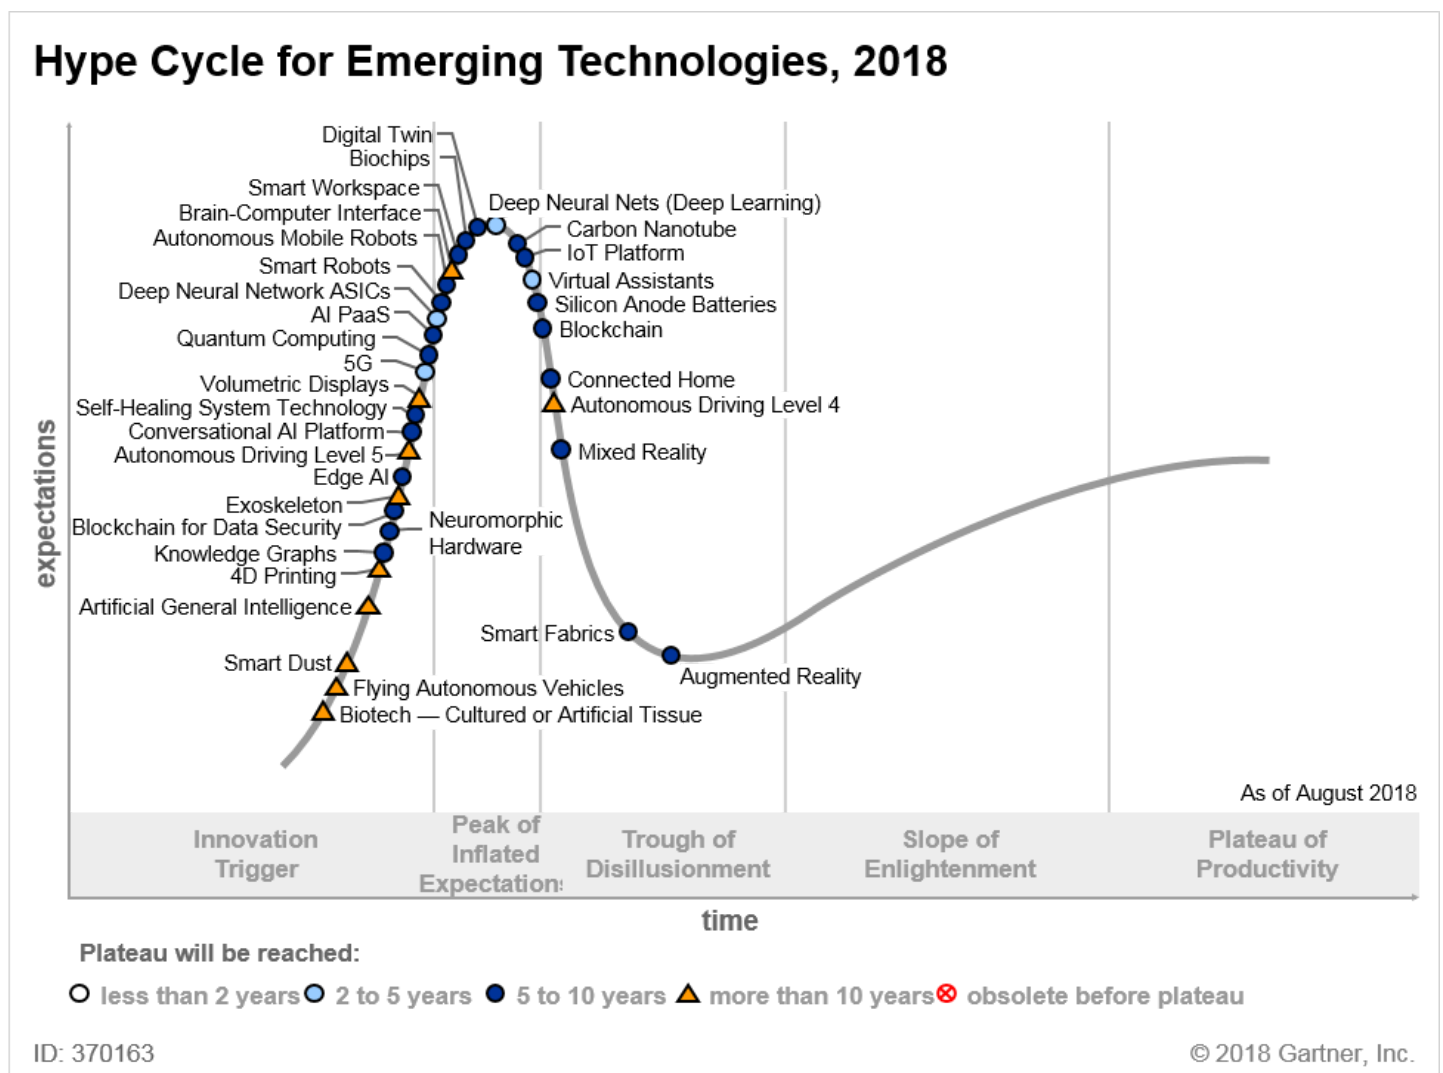 Hype Cycle for Emerging Technologies, 2018
Digital Twin
Biochips
Smart Workspace
Brain-Computer Interface
Autonomous Mobile Robots
Smart Robots
Deep Neural Network ASICs
AI PaaS
Quantum Computing
5G
Volumetric Displays
Self-Healing System Technology
Conversational AI Platform
Autonomous Driving Level 5
Edge AI
Exoskeleton
Blockchain for Data Security
Neuromorphic
Hardware
Knowledge Graphs
4D Printing
Artificial General Intelligence
Smart Dust
Flying Autonomous Vehicles
Biotech — Cultured or Artificial Tissue
Deep Neural Nets (Deep Learning)
Carbon Nanotube
IoT Platform
Virtual Assistants
Silicon Anode Batteries
Blockchain
Connected Home
Autonomous Driving Level 4
Mixed Reality
Smart Fabrics
Augmented Reality
expectations
As of August 2018
Innovation
Trigger
Peak of
Inflated
Expectations
Trough of
Disillusionment
Slope of
Enlightenment
Plateau of
Productivity
time
Plateau will be reached:
less than 2 years
2 to 5 years
5 to 10 years
more than 10 years
obsolete before plateau
ID: 370163
© 2018 Gartner, Inc.